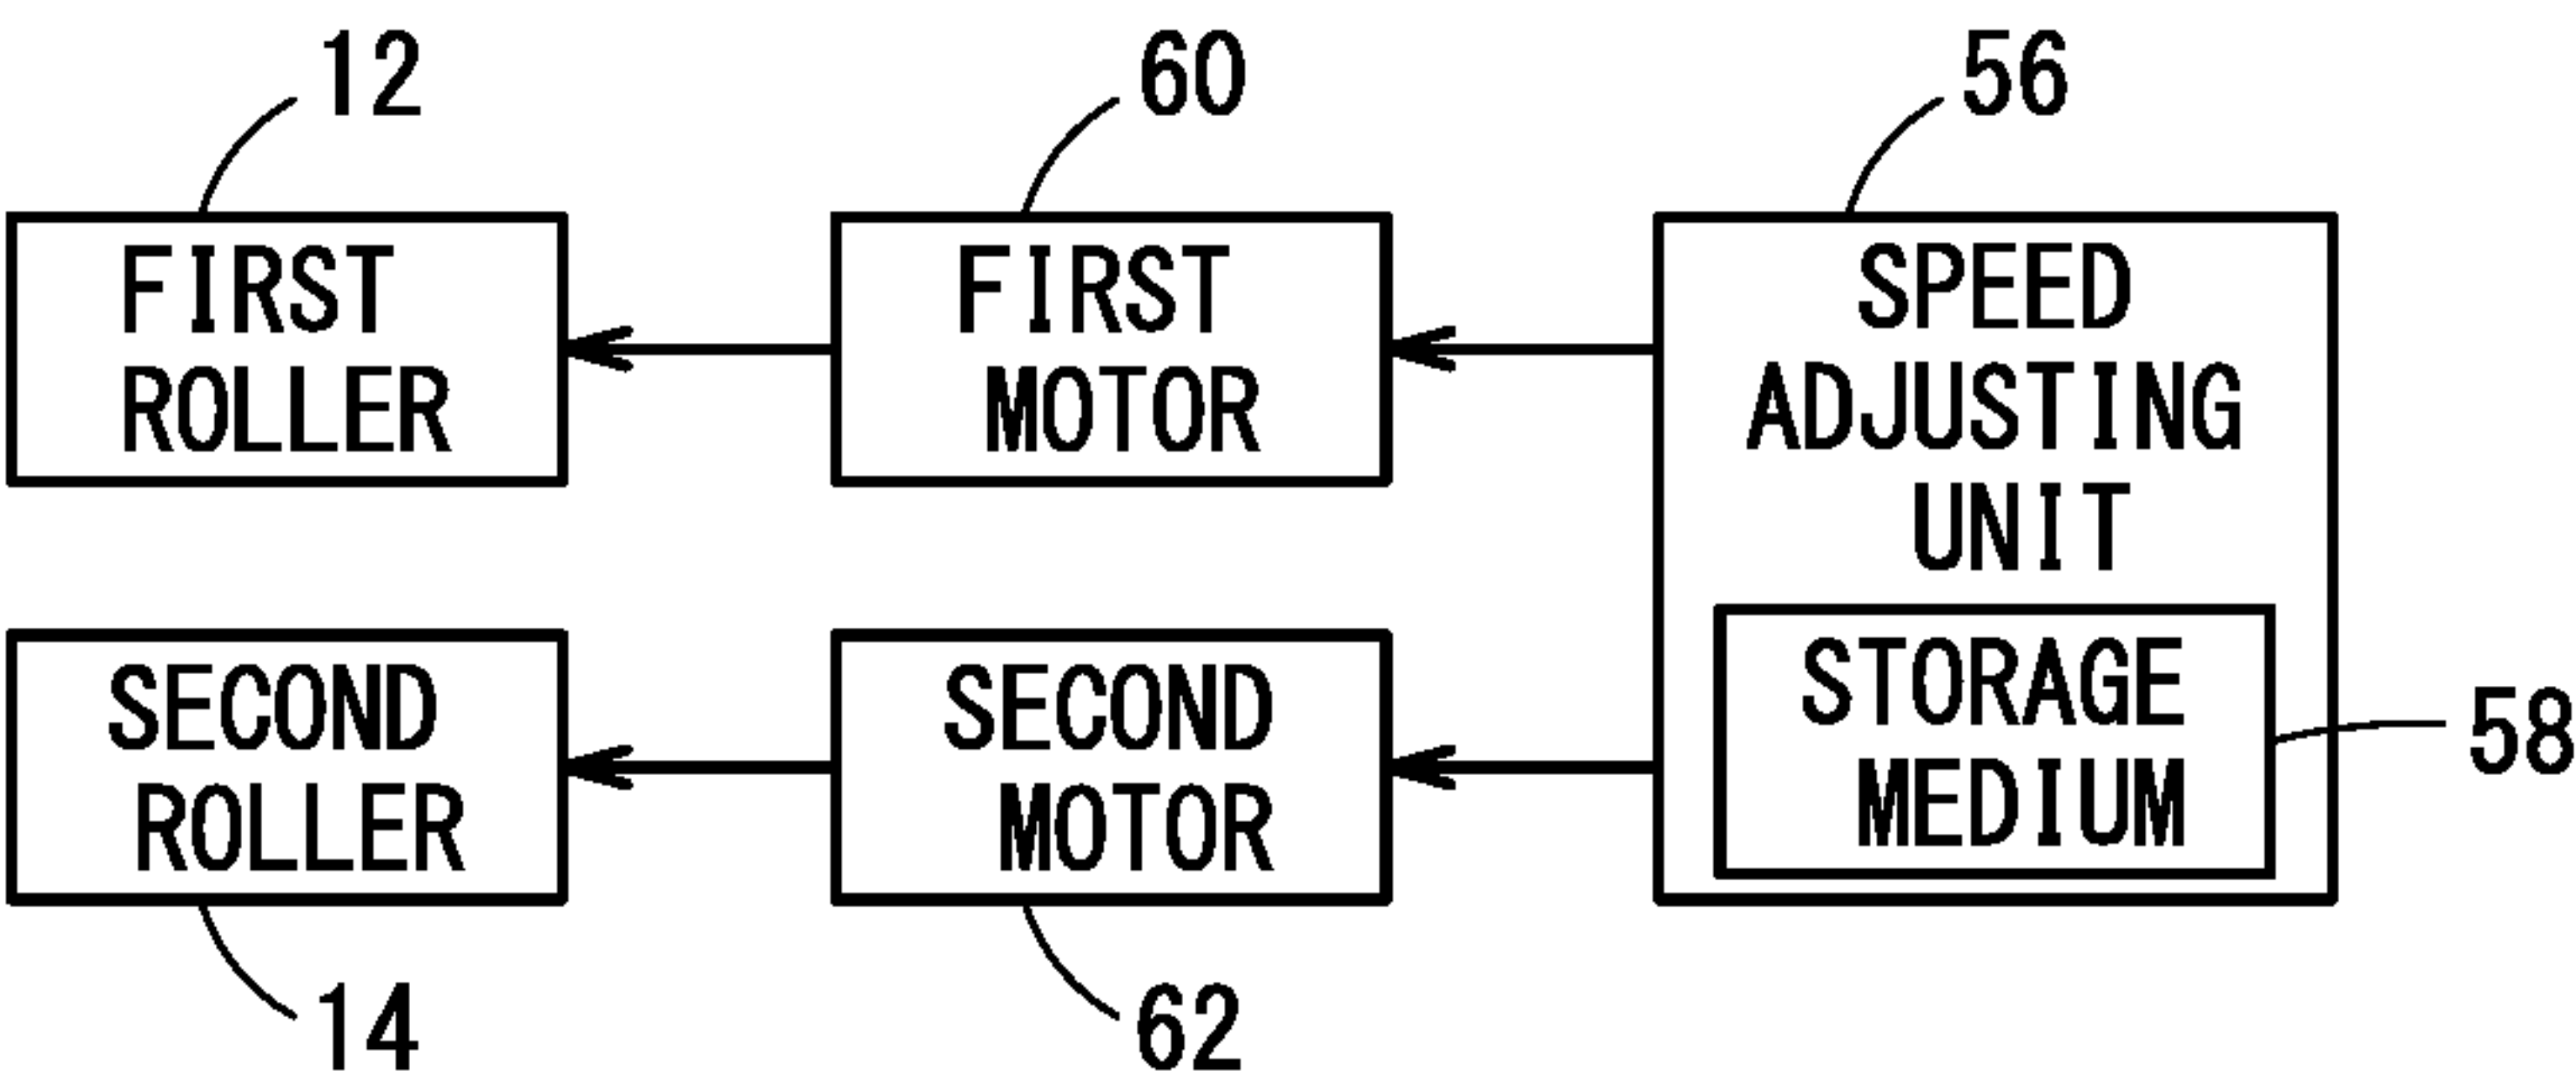 12
60
56
FIRST
ROLLER
FIRST
MOTOR
SPEED
ADJUSTING
UNIT
SECOND
ROLLER
SECOND
MOTOR
STORAGE
MEDIUM
58
14
62